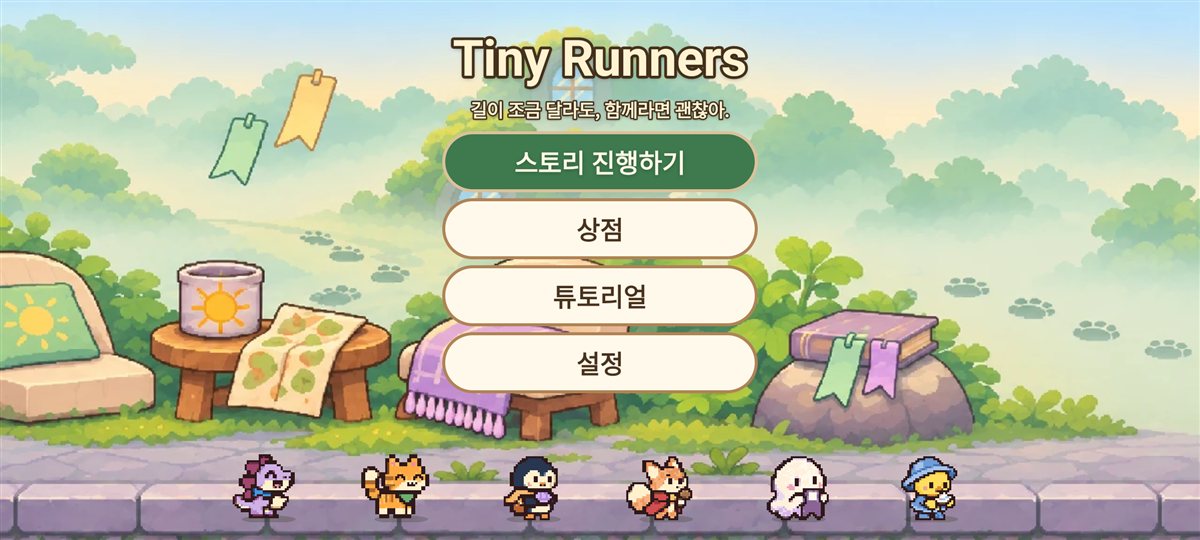 Tiny Runners
길이 조금 달라도, 함께라면 괜찮아.
스토리 진행하기
상점
튜토리얼
설정